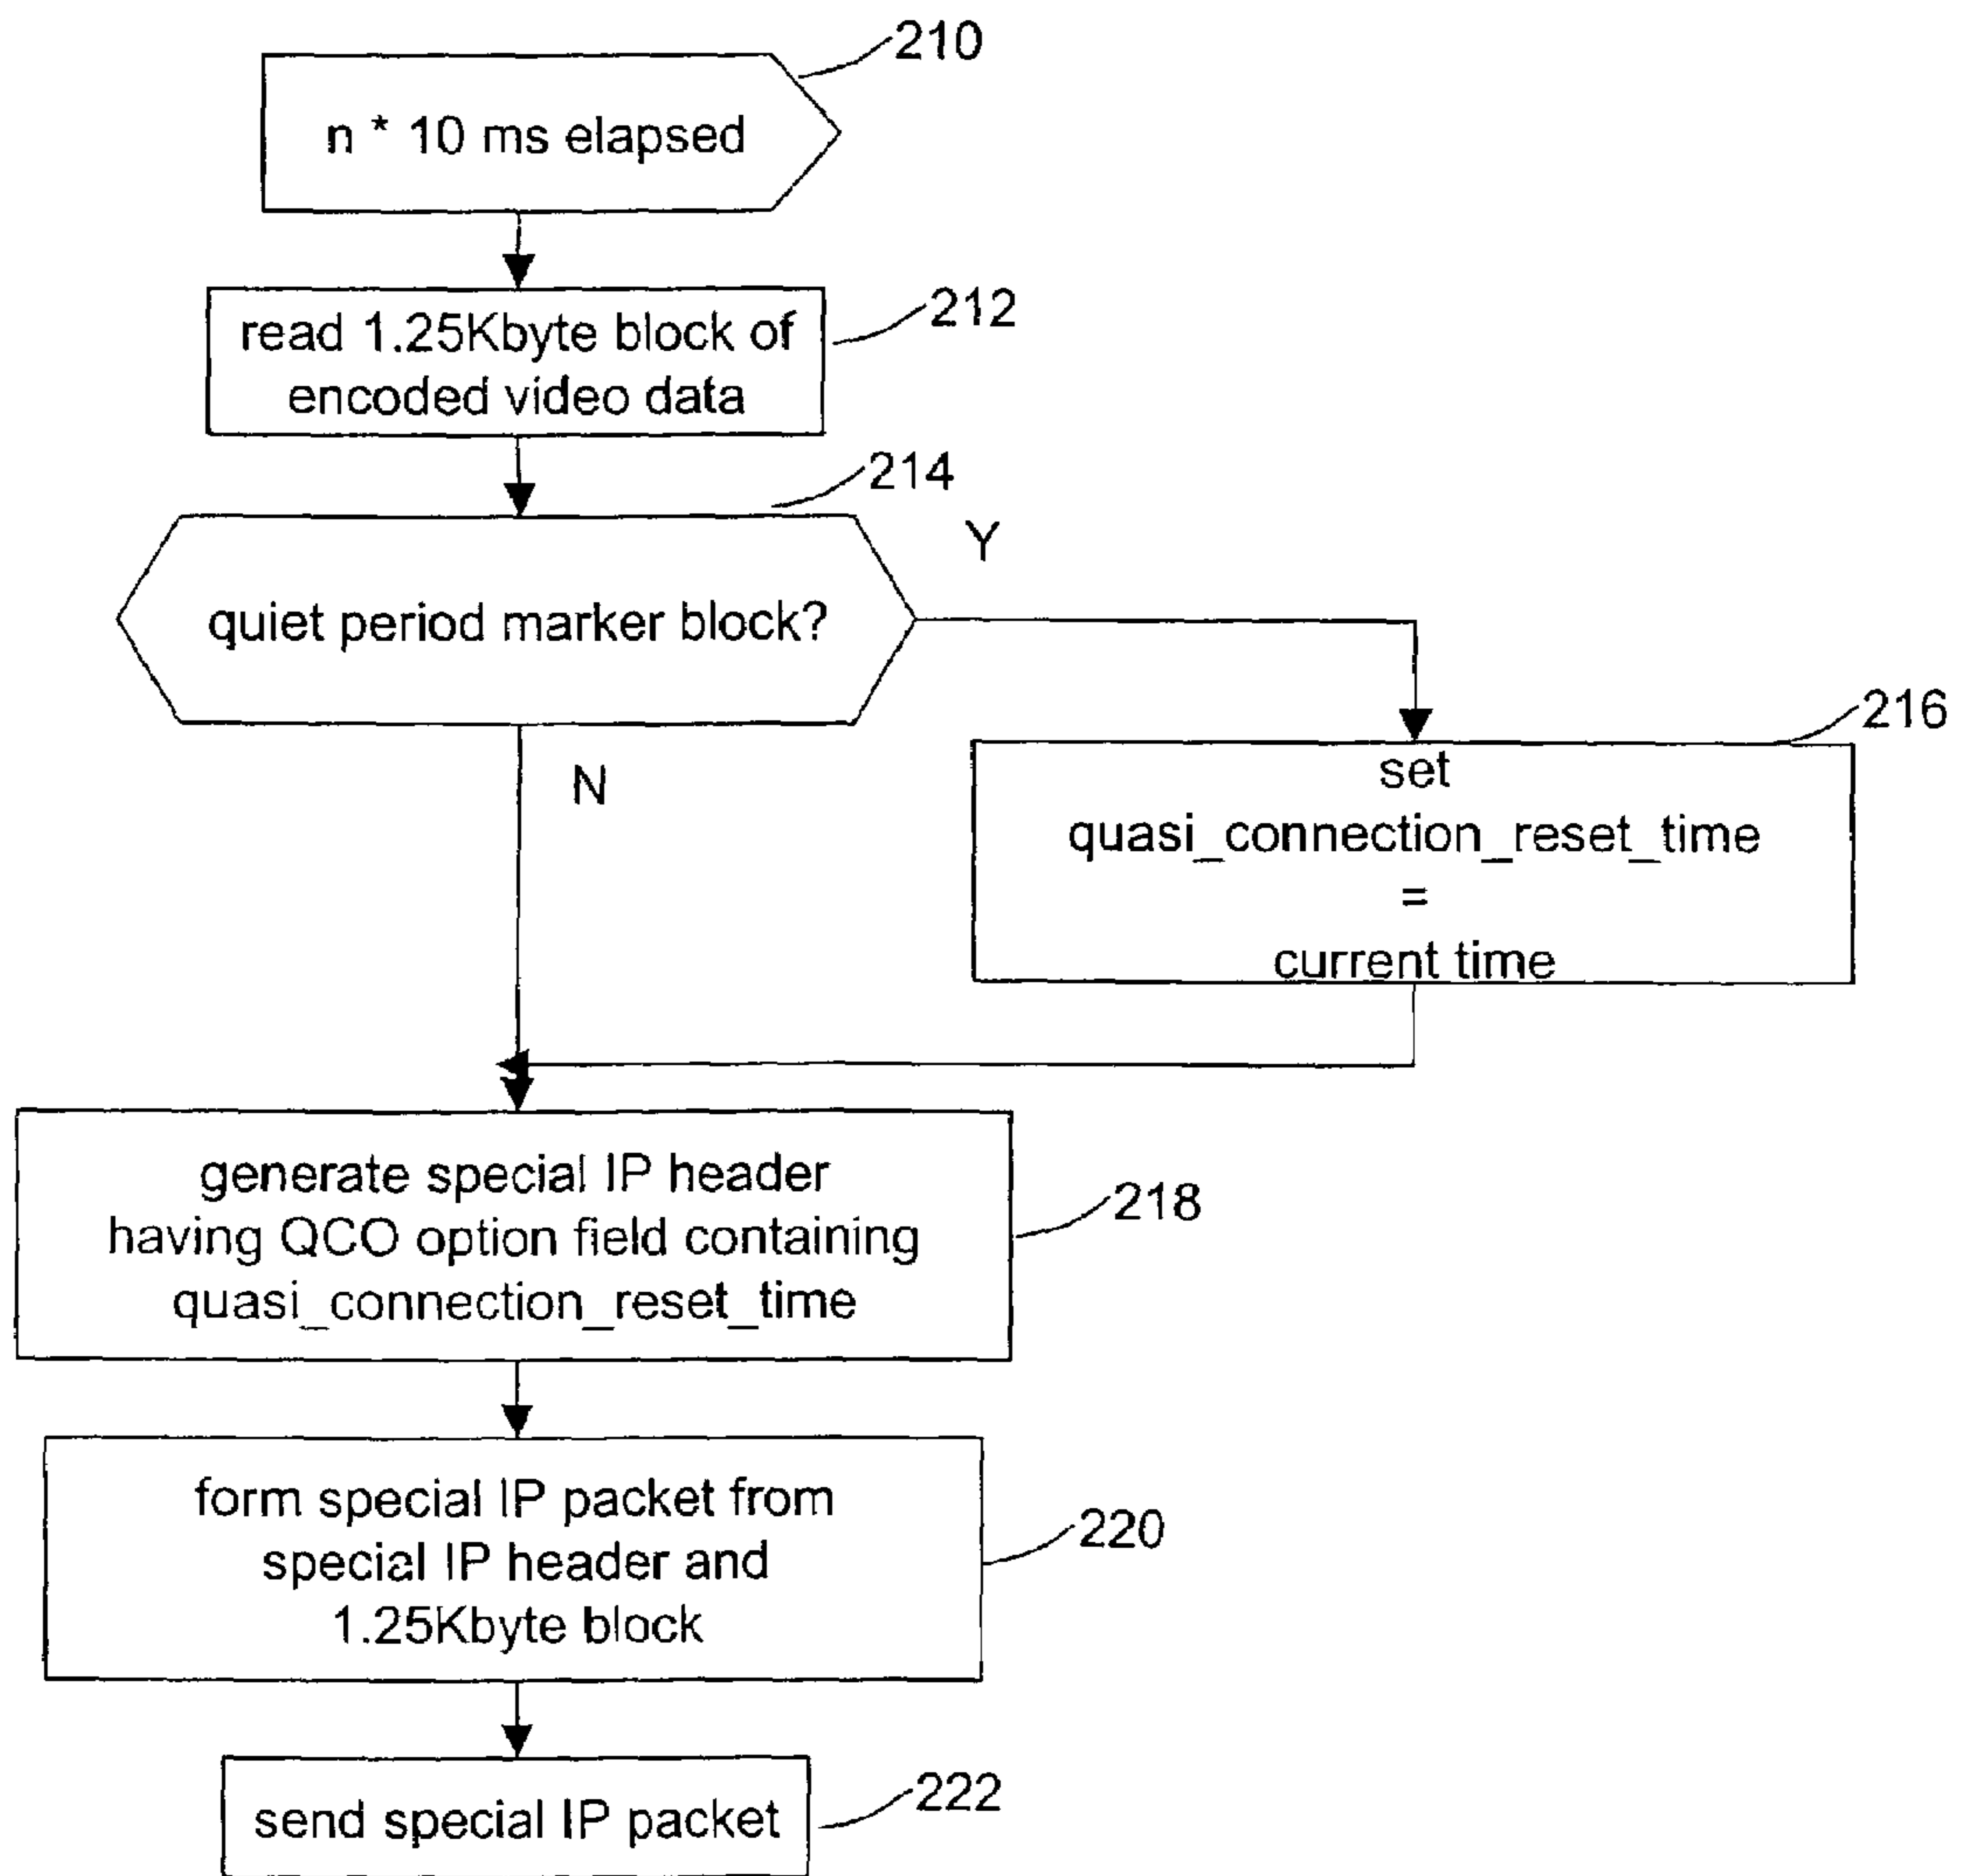 210
n * 10 ms elapsed
212
read 1.25Kbyte block of
encoded video data
214
quiet period marker block?
Y
N
216
set
quasi_connection_reset_time
=
current time
generate special IP header
having QCO option field containing
quasi_connection_reset_time
218
form special IP packet from
special IP header and
1.25Kbyte block
220
send special IP packet
222